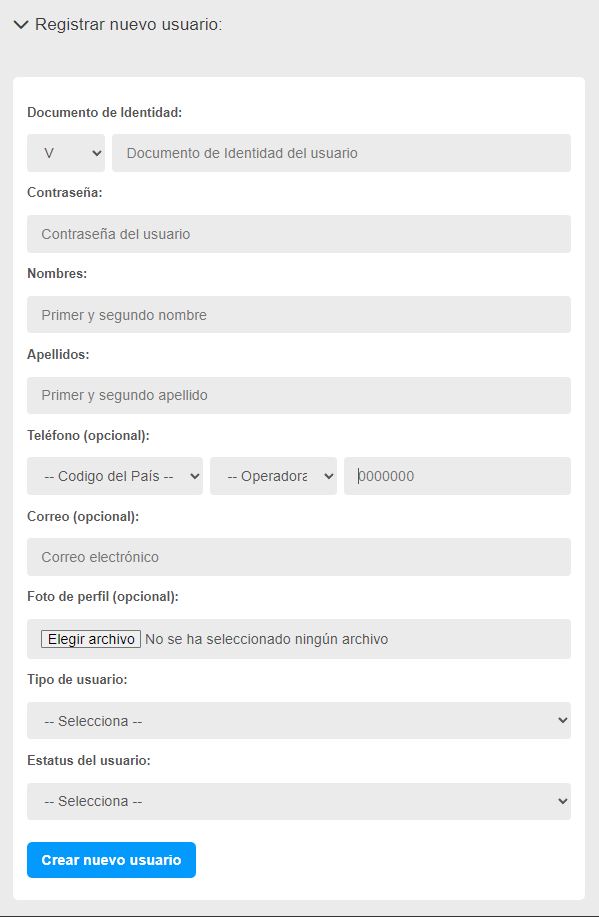 Registrar nuevo usuario:
Documento de Identidad:
V Documento de Identidad del usuario
Contraseña:
Contraseña del usuario
Nombres:
Primer y segundo nombre
Apellidos:
Primer y segundo apellido
Teléfono (opcional):
-- Codigo del País -- -- Operadora 0000000
Correo (opcional):
Correo electrónico
Foto de perfil (opcional):
Elegir archivo No se ha seleccionado ningún archivo
Tipo de usuario:
-- Selecciona --
Estatus del usuario:
-- Selecciona --
Crear nuevo usuario